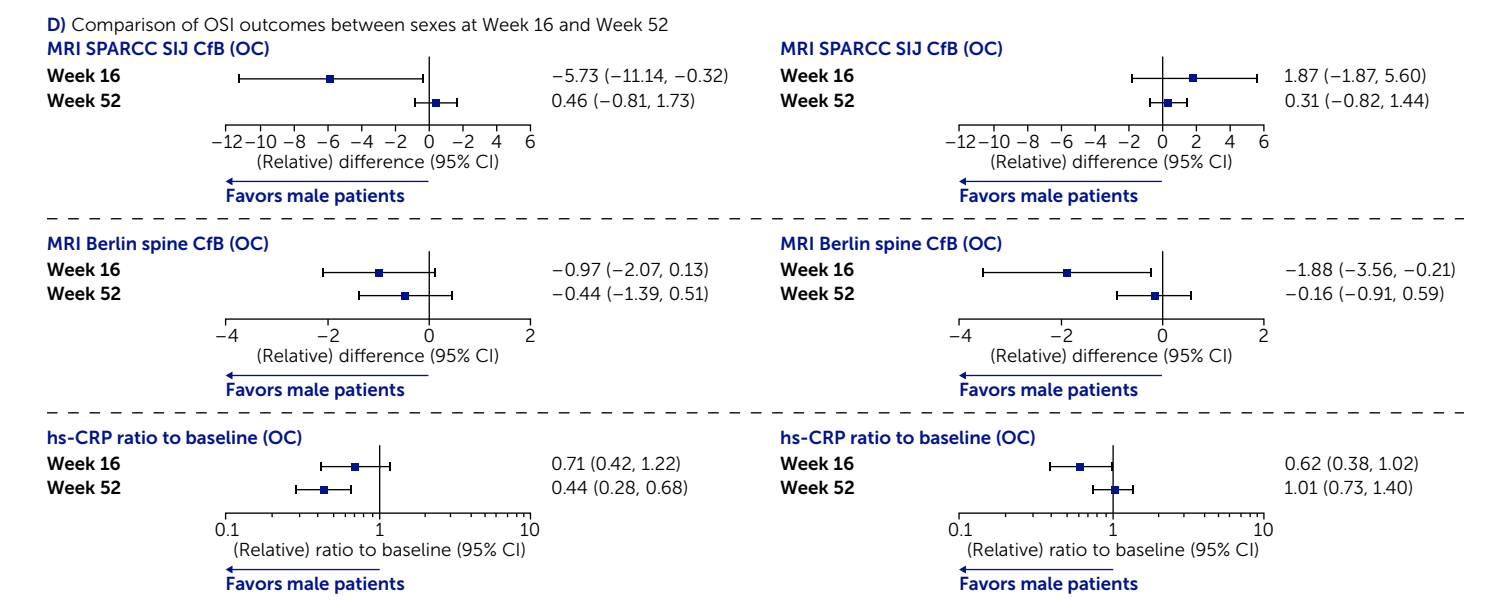 D) Comparison of OSI outcomes between sexes at Week 16 and Week 52
MRI SPARCC SIJ CfB (OC)
Week 16 −5.73 (−11.14, −0.32)
Week 52 0.46 (−0.81, 1.73)
−12 −10 −8 −6 −4 −2 0 −2 4 6
(Relative) difference (95% CI)
Favors male patients
MRI SPARCC SIJ CfB (OC)
Week 16 1.87 (−1.87, 5.60)
Week 52 0.31 (−0.82, 1.44)
−12 −10 −8 −6 −4 −2 0 2 4 6
(Relative) difference (95% CI)
Favors male patients
MRI Berlin spine CfB (OC)
Week 16 −0.97 (−2.07, 0.13)
Week 52 −0.44 (−1.39, 0.51)
−4 −2 0 2
(Relative) difference (95% CI)
Favors male patients
MRI Berlin spine CfB (OC)
Week 16 −1.88 (−3.56, −0.21)
Week 52 −0.16 (−0.91, 0.59)
−4 −2 0 2
(Relative) difference (95% CI)
Favors male patients
hs-CRP ratio to baseline (OC)
Week 16 0.71 (0.42, 1.22)
Week 52 0.44 (0.28, 0.68)
0.1 1 10
(Relative) ratio to baseline (95% CI)
Favors male patients
hs-CRP ratio to baseline (OC)
Week 16 0.62 (0.38, 1.02)
Week 52 1.01 (0.73, 1.40)
0.1 1 10
(Relative) ratio to baseline (95% CI)
Favors male patients